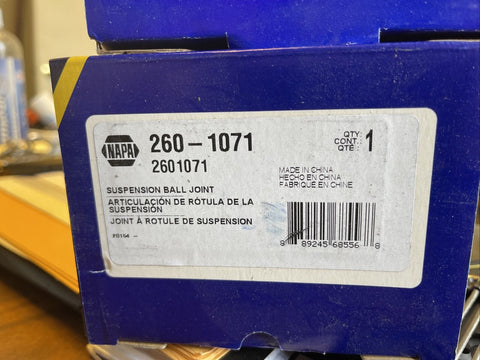 NAPA
260-1071
2601071
QTY:
CONT.:
QTÉ :
1
MADE IN CHINA
HECHO EN CHINA
FABRIQUÉ EN CHINE
SUSPENSION BALL JOINT
ARTICULACIÓN DE RÓTULA DE LA
SUSPENSIÓN
JOINT À ROTULE DE SUSPENSION
8 89245 68556 8